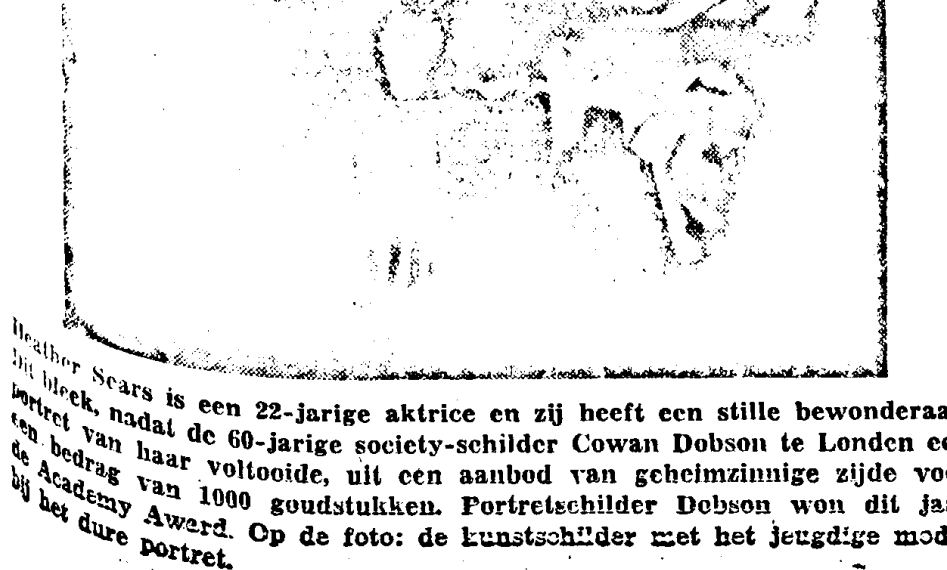 Heather Sears is een 22-jarige aktrice en zij heeft een stille bewonderaa
Dit bleek, nadat de 60-jarige society-schilder Cowan Dobson te Londen ee
portret van haar voltooide, uit een aanbod van geheimzinnige zijde voo
een bedrag van 1000 goudstukken. Portretschilder Dobson won dit jaa
de Academy Award. Op de foto: de kunstschilder met het jeugdige mod
bij het dure portret.